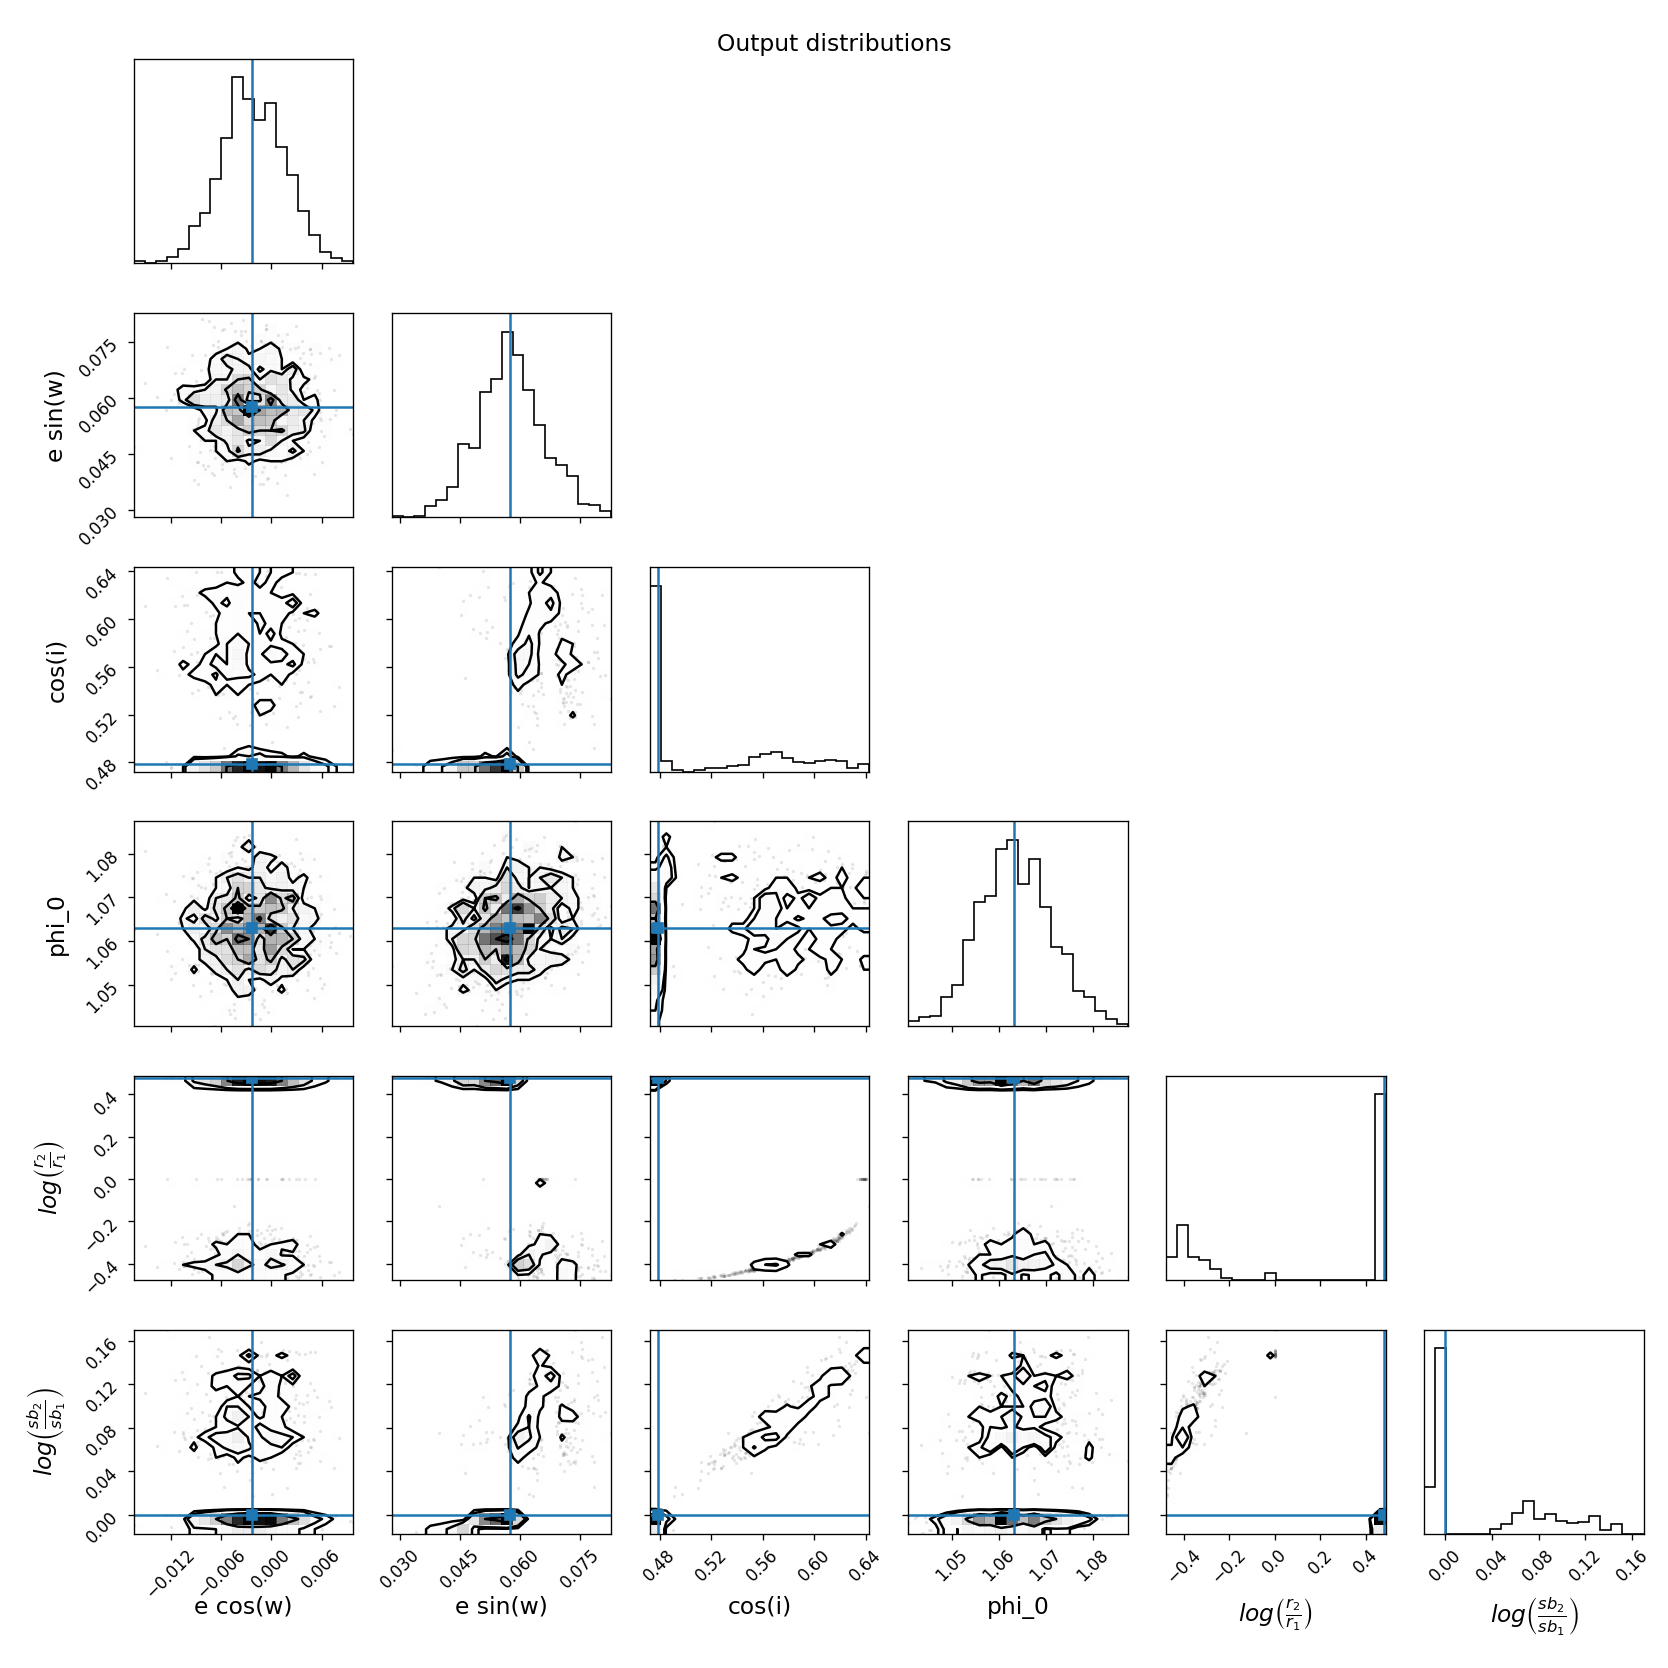 Output distributions
0.075
0.060
0.045
0.030
e sin(w)
0.64
0.60
0.56
0.52
0.48
cos(i)
1.08
1.07
1.06
1.05
phi_0
0.4
0.2
0.0
−0.2
−0.4
log(r2/r1)
0.16
0.12
0.08
0.04
0.00
log(sb2/sb1)
−0.012 −0.006 0.000 0.006 0.030 0.045 0.060 0.075 0.48 0.52 0.56 0.60 0.64 1.05 1.06 1.07 1.08 −0.4 −0.2 0.0 0.2 0.4 0.00 0.04 0.08 0.12 0.16
e cos(w) e sin(w) cos(i) phi_0 log(r2/r1) log(sb2/sb1)